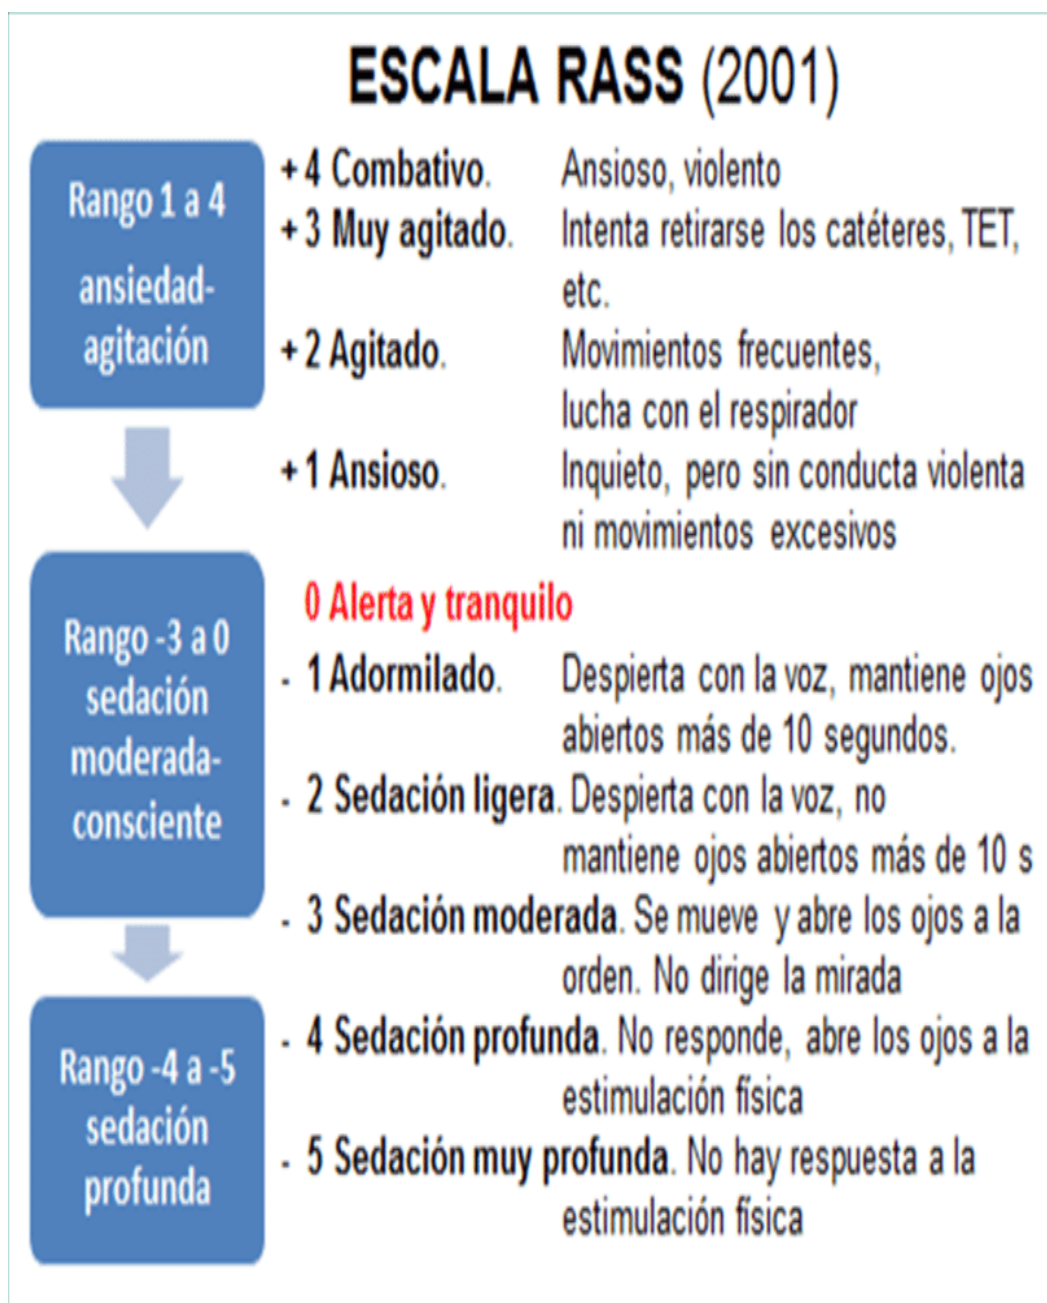 ESCALA RASS (2001)
Rango 1 a 4
ansiedad-
agitación
+ 4 Combativo. Ansioso, violento
+ 3 Muy agitado. Intenta retirarse los catéteres, TET,
etc.
+ 2 Agitado. Movimientos frecuentes,
lucha con el respirador
+ 1 Ansioso. Inquieto, pero sin conducta violenta
ni movimientos excesivos
Rango -3 a 0
sedación
moderada-
consciente
0 Alerta y tranquilo
- 1 Adormilado. Despierta con la voz, mantiene ojos
abiertos más de 10 segundos.
- 2 Sedación ligera. Despierta con la voz, no
mantiene ojos abiertos más de 10 s
- 3 Sedación moderada. Se mueve y abre los ojos a la
orden. No dirige la mirada
Rango -4 a -5
sedación
profunda
- 4 Sedación profunda. No responde, abre los ojos a la
estimulación física
- 5 Sedación muy profunda. No hay respuesta a la
estimulación física